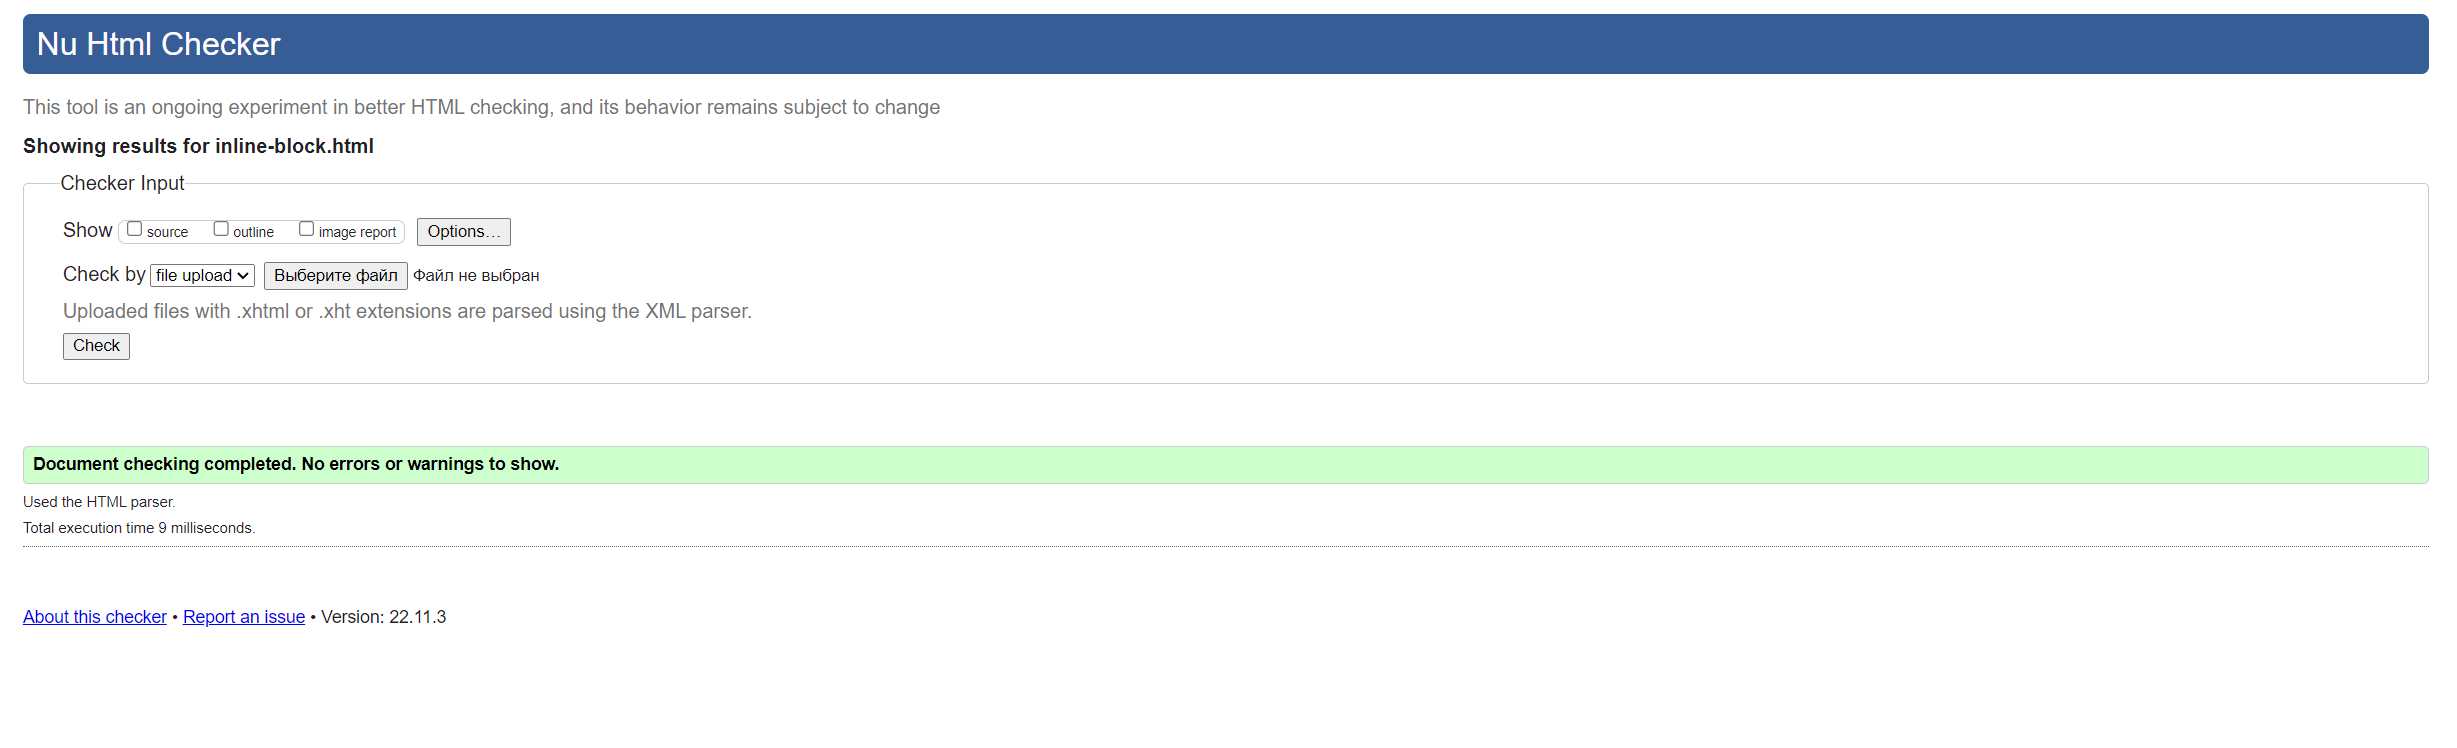 Nu Html Checker
This tool is an ongoing experiment in better HTML checking, and its behavior remains subject to change
Showing results for inline-block.html
Checker Input
Show source outline image report Options...
Check by file upload Выберите файл Файл не выбран
Uploaded files with .xhtml or .xht extensions are parsed using the XML parser.
Check
Document checking completed. No errors or warnings to show.
Used the HTML parser.
Total execution time 9 milliseconds.
About this checker • Report an issue • Version: 22.11.3